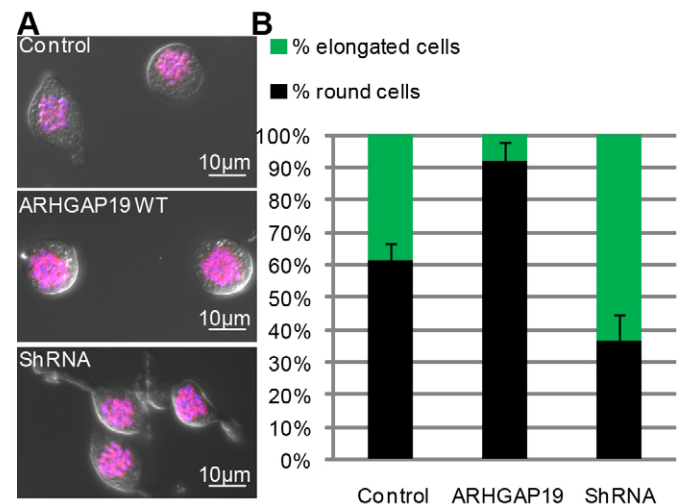 A
Control
10µm
ARHGAP19 WT
10µm
ShRNA
10µm
B
% elongated cells
% round cells
100%
90%
80%
70%
60%
50%
40%
30%
20%
10%
0%
Control ARHGAP19 ShRNA